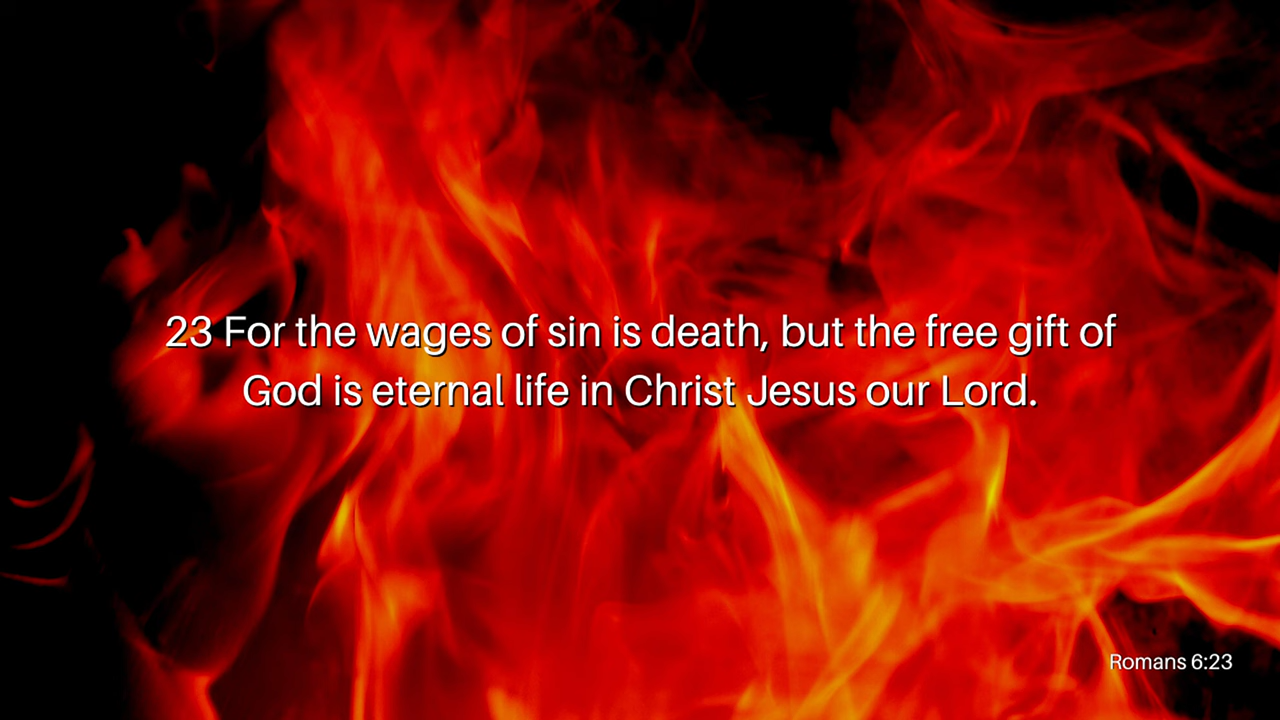 23 For the wages of sin is death, but the free gift of
God is eternal life in Christ Jesus our Lord.
Romans 6:23